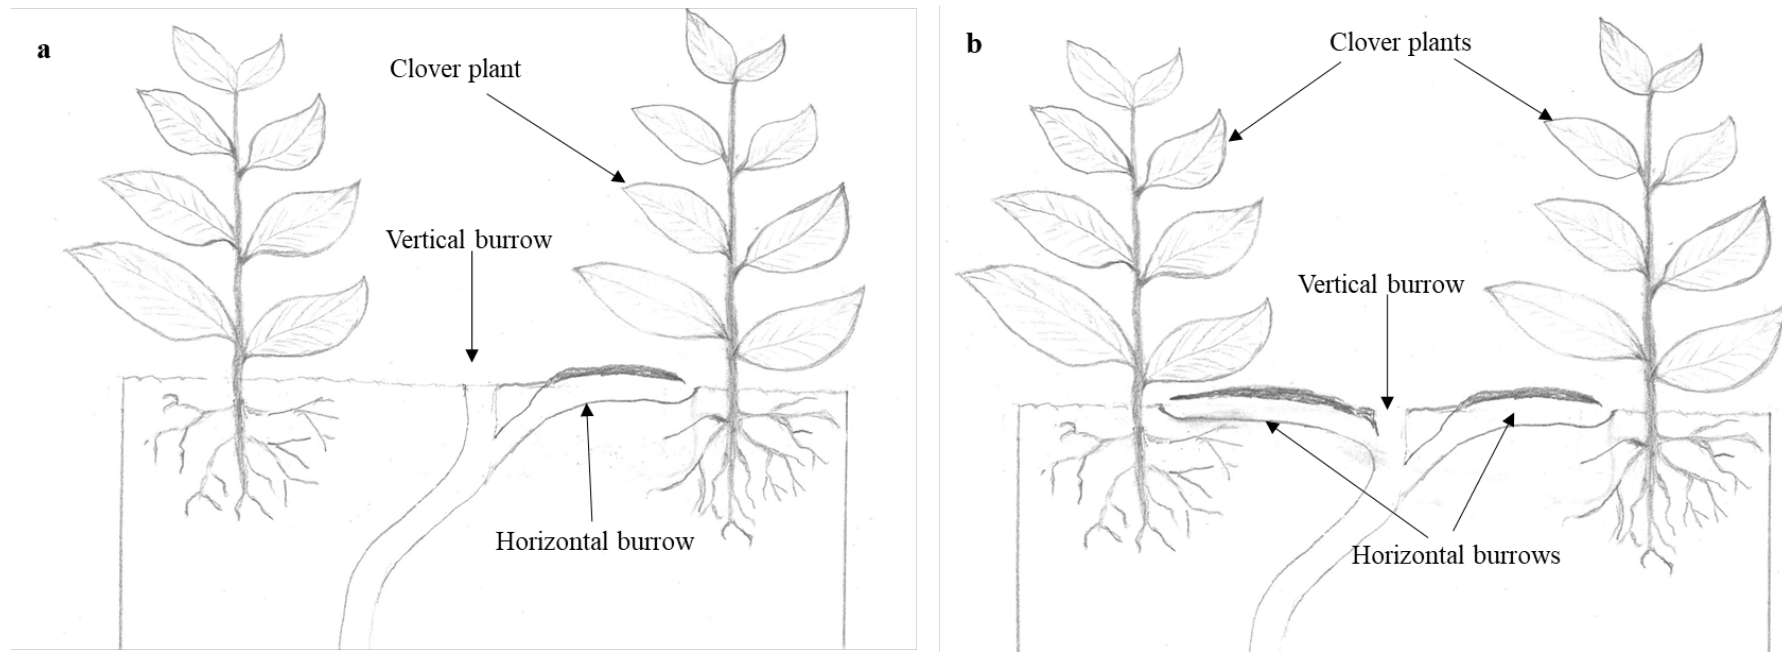 a
Clover plant
Vertical burrow
Horizontal burrow
b
Clover plants
Vertical burrow
Horizontal burrows